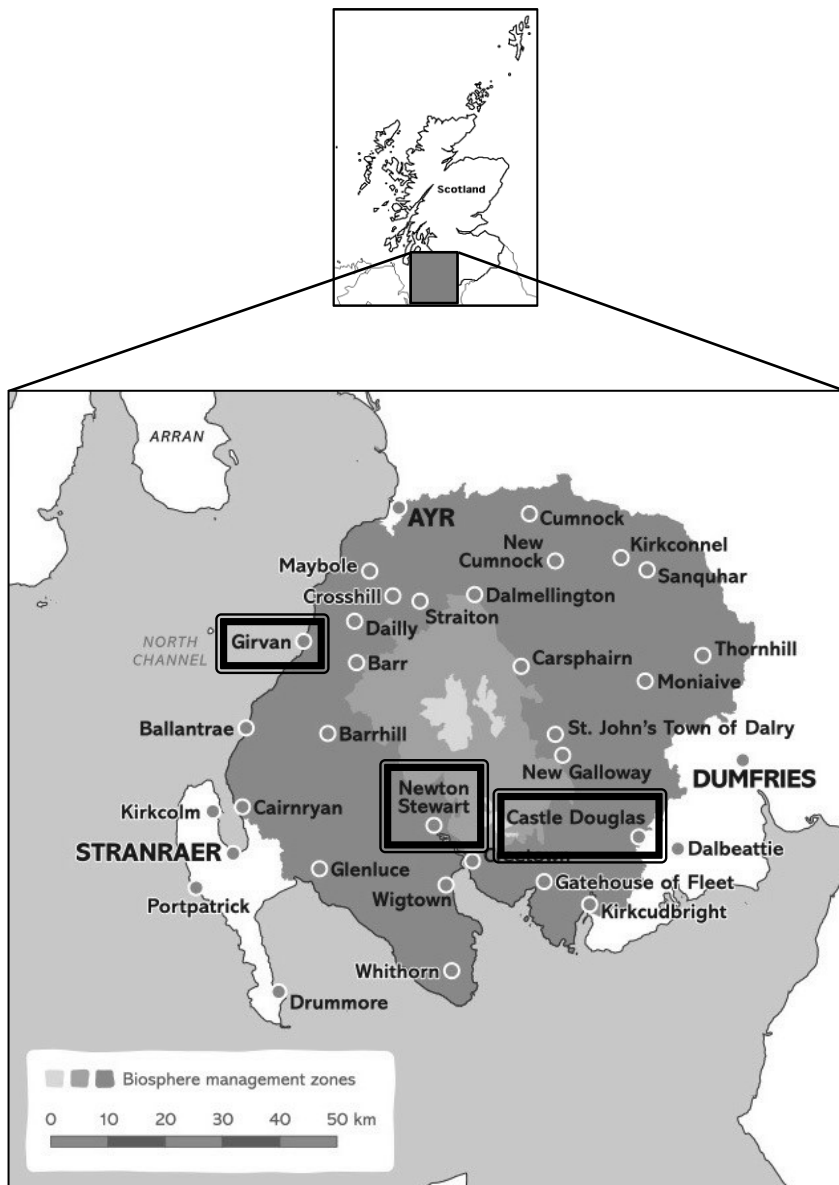 Scotland
ARRAN
AYR
Cumnock
New
Cumnock
Kirkconnel
Sanquhar
Maybole
Crosshill
Straiton
Dalmellington
Dailly
NORTH
CHANNEL
Girvan
Barr
Carsphairn
Thornhill
Moniaive
Ballantrae
Barrhill
St. John's Town of Dalry
New Galloway
DUMFRIES
Newton
Stewart
Castle Douglas
Kirkcolm
Cairnryan
STRANRAER
Dalbeattie
Creetown
Glenluce
Wigtown
Gatehouse of Fleet
Portpatrick
Kirkcudbright
Whithorn
Drummore
Biosphere management zones
0 10 20 30 40 50 km